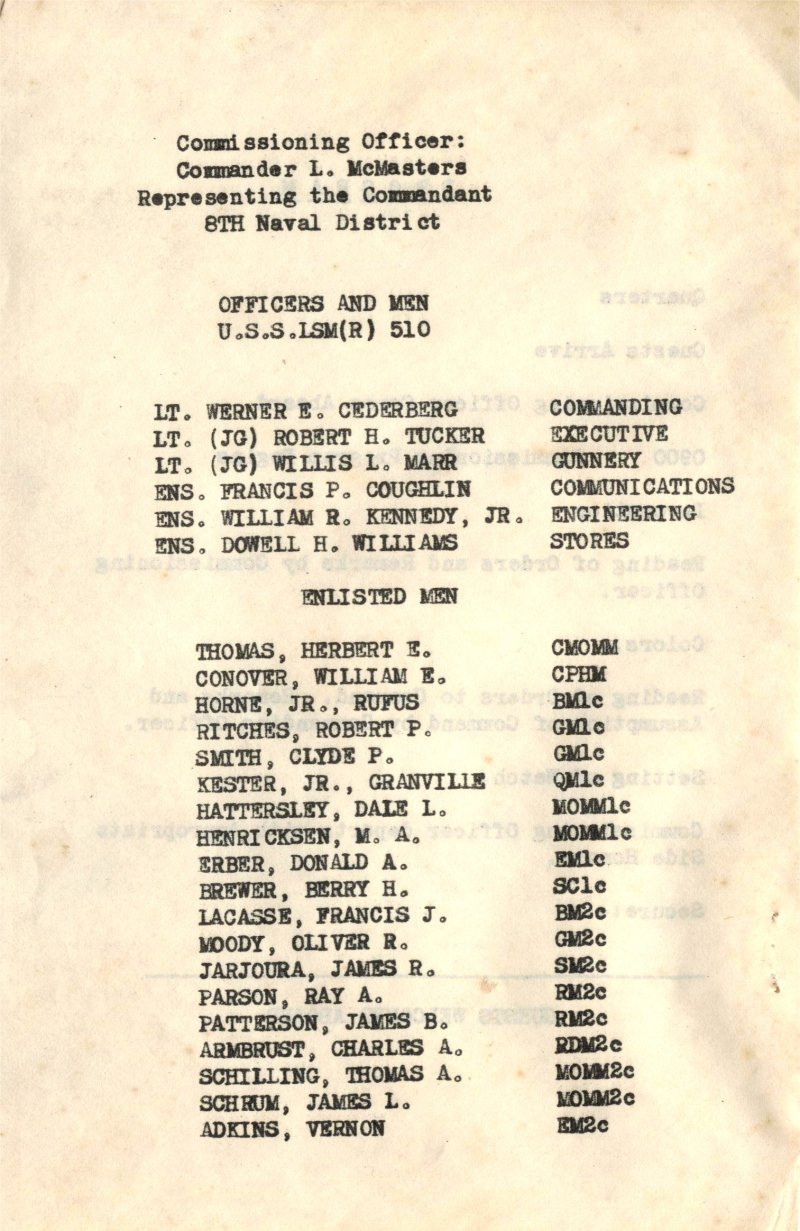 Commissioning Officer:
Commander L. McMasters
Representing the Commandant
8TH Naval District
OFFICERS AND MEN
U.S.S.LSM(R) 510
LT. WERNER E. CEDERBERG COMMANDING
LT. (JG) ROBERT H. TUCKER EXECUTIVE
LT. (JG) WILLIS L. MARR GUNNERY
ENS. FRANCIS P. COUGHLIN COMMUNICATIONS
ENS. WILLIAM R. KENNEDY, JR. ENGINEERING
ENS. DOWELL H. WILLIAMS STORES
ENLISTED MEN
THOMAS, HERBERT E. CMOMM
CONOVER, WILLIAM E. CPHM
HORNE, JR., RUFUS BM1c
RITCHES, ROBERT P. GM1c
SMITH, CLYDE P. GM1c
KESTER, JR., GRANVILLE QM1c
HATTERSLEY, DALE L. MOMM1c
HENRICKSEN, M. A. MOMM1c
ERBER, DONALD A. EM1c
BREWER, BERRY H. SC1c
LACASSE, FRANCIS J. BM2c
MOODY, OLIVER R. GM2c
JARJOURA, JAMES R. SM2c
PARSON, RAY A. RM2c
PATTERSON, JAMES B. RM2c
ARMBRUST, CHARLES A. RDM2c
SCHILLING, THOMAS A. MOMM2c
SCHRUM, JAMES L. MOMM2c
ADKINS, VERNON EM2c